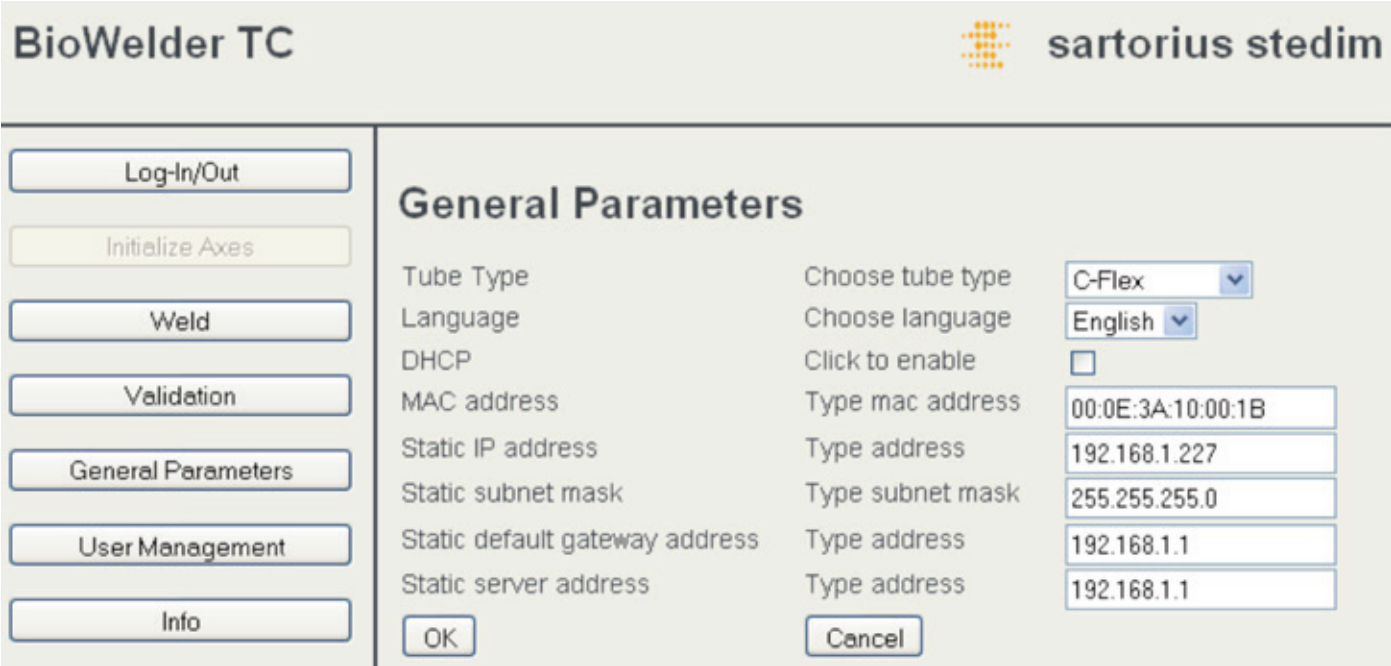 BioWelder TC
sartorius stedim
Log-In/Out
Initialize Axes
Weld
Validation
General Parameters
User Management
Info
General Parameters
Tube Type Choose tube type C-Flex
Language Choose language English
DHCP Click to enable
MAC address Type mac address 00:0E:3A:10:00:1B
Static IP address Type address 192.168.1.227
Static subnet mask Type subnet mask 255.255.255.0
Static default gateway address Type address 192.168.1.1
Static server address Type address 192.168.1.1
OK Cancel